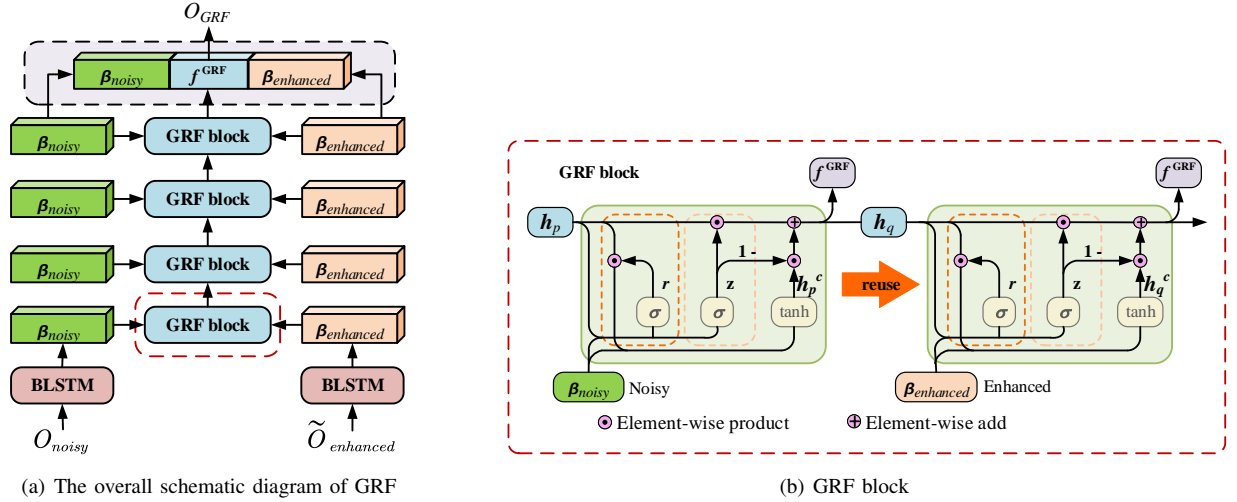 O_GRF
β_noisy f^GRF β_enhanced
β_noisy GRF block β_enhanced
β_noisy GRF block β_enhanced
β_noisy GRF block β_enhanced
β_noisy GRF block β_enhanced
BLSTM BLSTM
O_noisy Õ_enhanced
(a) The overall schematic diagram of GRF
GRF block f^GRF f^GRF
h_p h_q
1 - 1 -
r z h_p^c reuse r z h_q^c
σ σ tanh σ σ tanh
β_noisy Noisy β_enhanced Enhanced
Element-wise product Element-wise add
(b) GRF block